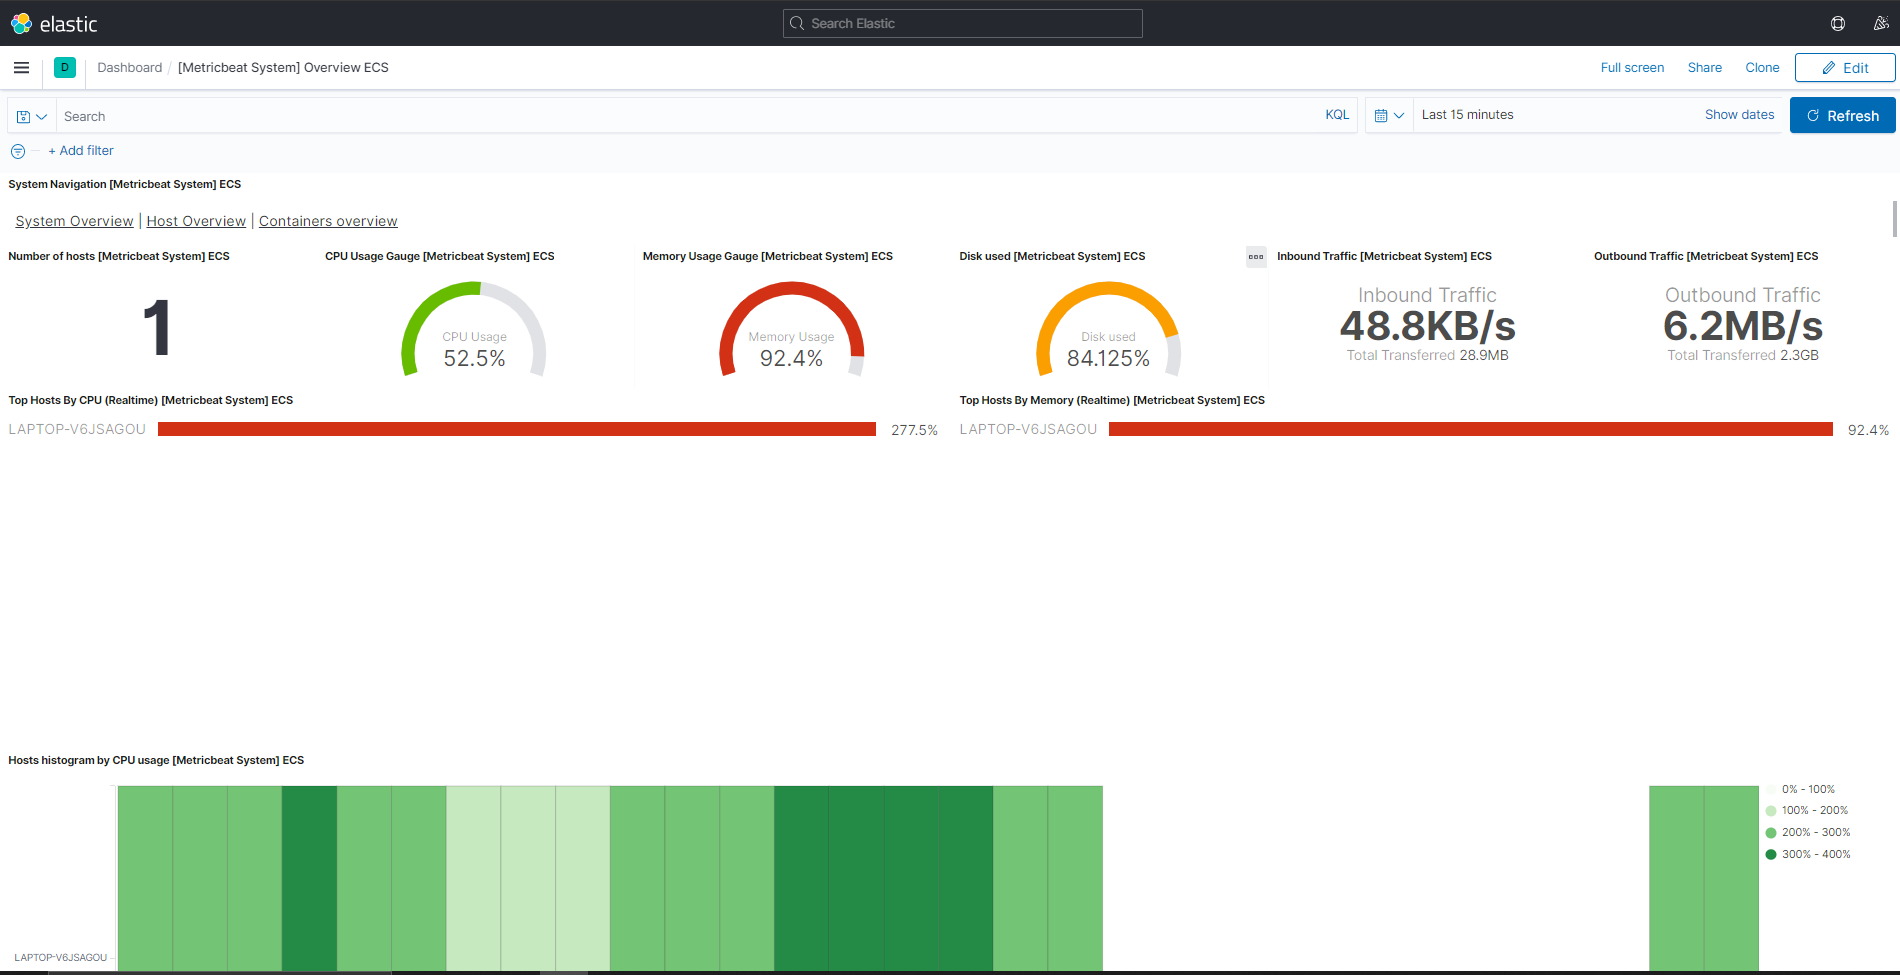 elastic
Search Elastic
D
Dashboard / [Metricbeat System] Overview ECS
Full screen
Share
Clone
Edit
Search
KQL
Last 15 minutes
Show dates
Refresh
+ Add filter
System Navigation [Metricbeat System] ECS
System Overview | Host Overview | Containers overview
Number of hosts [Metricbeat System] ECS
1
CPU Usage Gauge [Metricbeat System] ECS
CPU Usage
52.5%
Memory Usage Gauge [Metricbeat System] ECS
Memory Usage
92.4%
Disk used [Metricbeat System] ECS
Disk used
84.125%
Inbound Traffic [Metricbeat System] ECS
Inbound Traffic
48.8KB/s
Total Transferred 28.9MB
Outbound Traffic [Metricbeat System] ECS
Outbound Traffic
6.2MB/s
Total Transferred 2.3GB
Top Hosts By CPU (Realtime) [Metricbeat System] ECS
LAPTOP-V6JSAGOU 277.5%
Top Hosts By Memory (Realtime) [Metricbeat System] ECS
LAPTOP-V6JSAGOU 92.4%
Hosts histogram by CPU usage [Metricbeat System] ECS
0% - 100%
100% - 200%
200% - 300%
300% - 400%
LAPTOP-V6JSAGOU